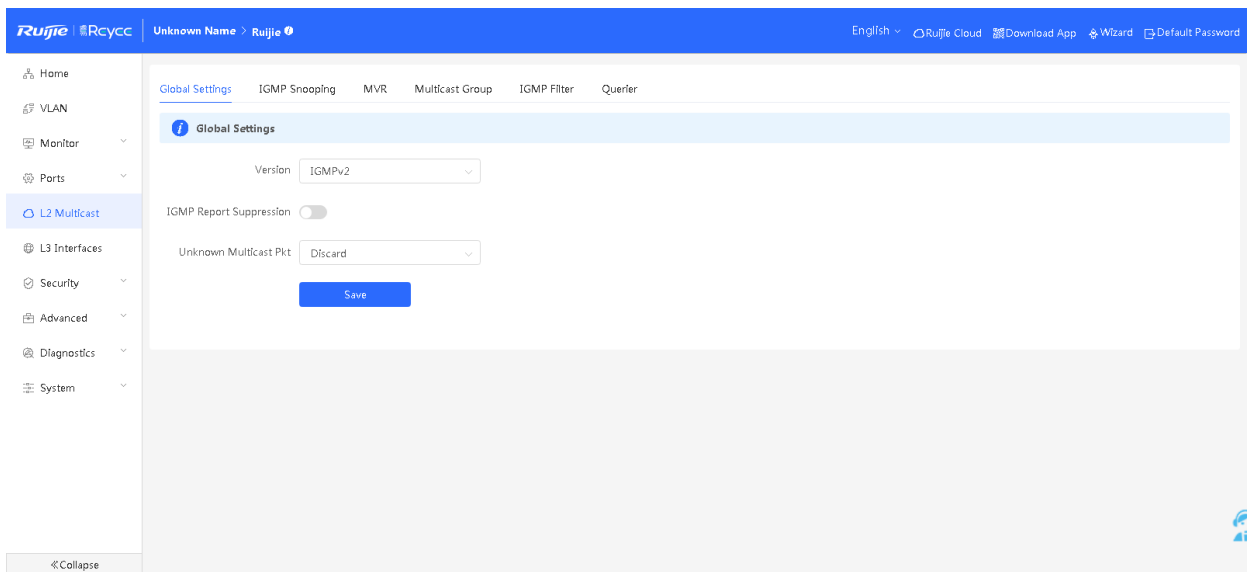 Ruijie | Rcycc
Unknown Name > Ruijie
English
Ruijie Cloud
Download App
Wizard
Default Password
Home
VLAN
Monitor
Ports
L2 Multicast
L3 Interfaces
Security
Advanced
Diagnostics
System
«Collapse
Global Settings
IGMP Snooping
MVR
Multicast Group
IGMP Filter
Querier
i Global Settings
Version IGMPv2
IGMP Report Suppression
Unknown Multicast Pkt Discard
Save